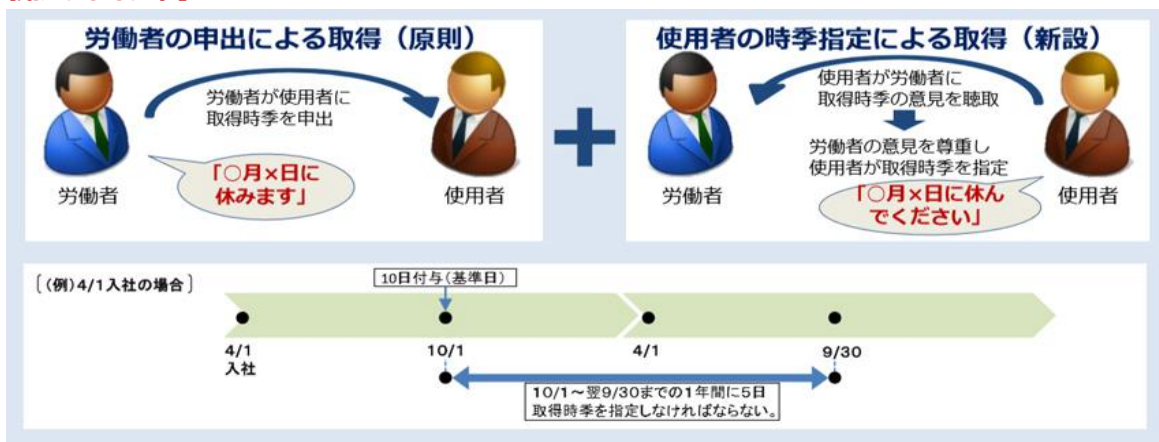 労働者の申出による取得（原則）
労働者が使用者に
取得時季を申出
「○月×日に
休みます」
労働者
使用者
使用者の時季指定による取得（新設）
使用者が労働者に
取得時季の意見を聴取
労働者の意見を尊重し
使用者が取得時季を指定
「○月×日に休ん
でください」
労働者
使用者
［(例)4/1入社の場合］
10日付与（基準日）
4/1
入社
10/1
4/1
9/30
10/1～翌9/30までの1年間に5日
取得時季を指定しなければならない。